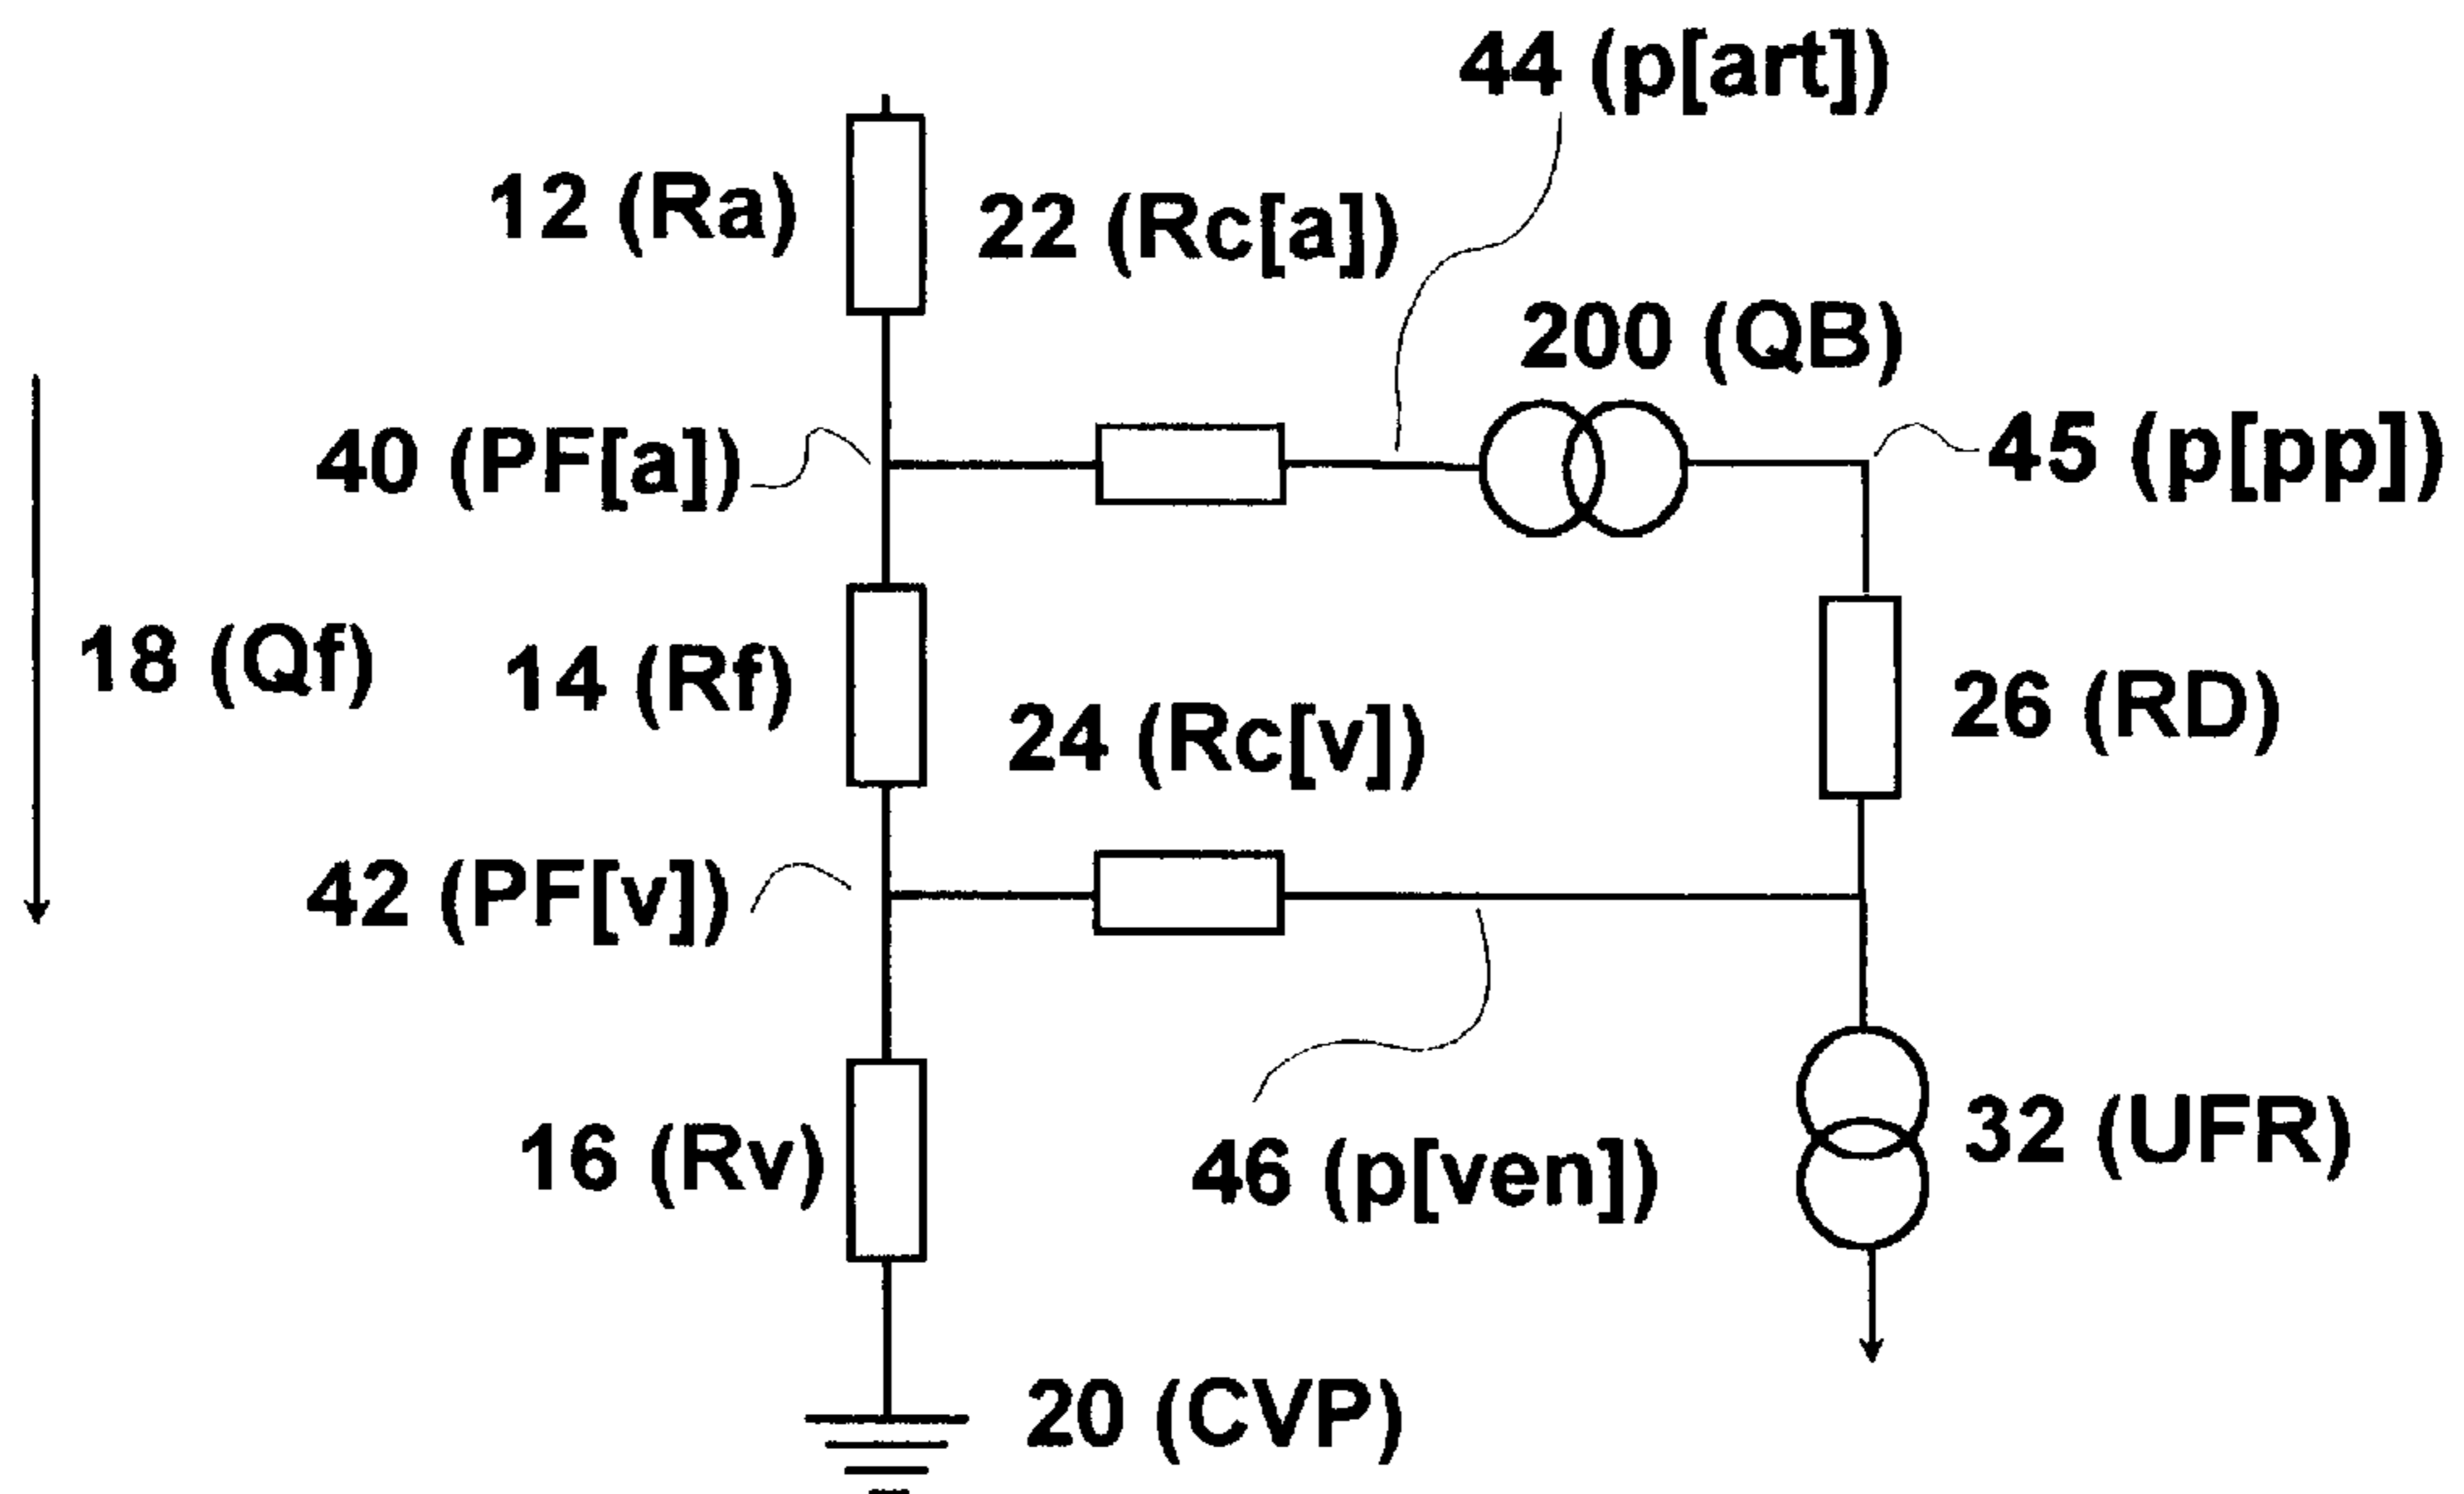 44 (p[art])
12 (Ra)
22 (Rc[a])
200 (QB)
40 (PF[a])
45 (p[pp])
18 (Qf)
14 (Rf)
24 (Rc[v])
26 (RD)
42 (PF[v])
16 (Rv)
46 (p[ven])
32 (UFR)
20 (CVP)